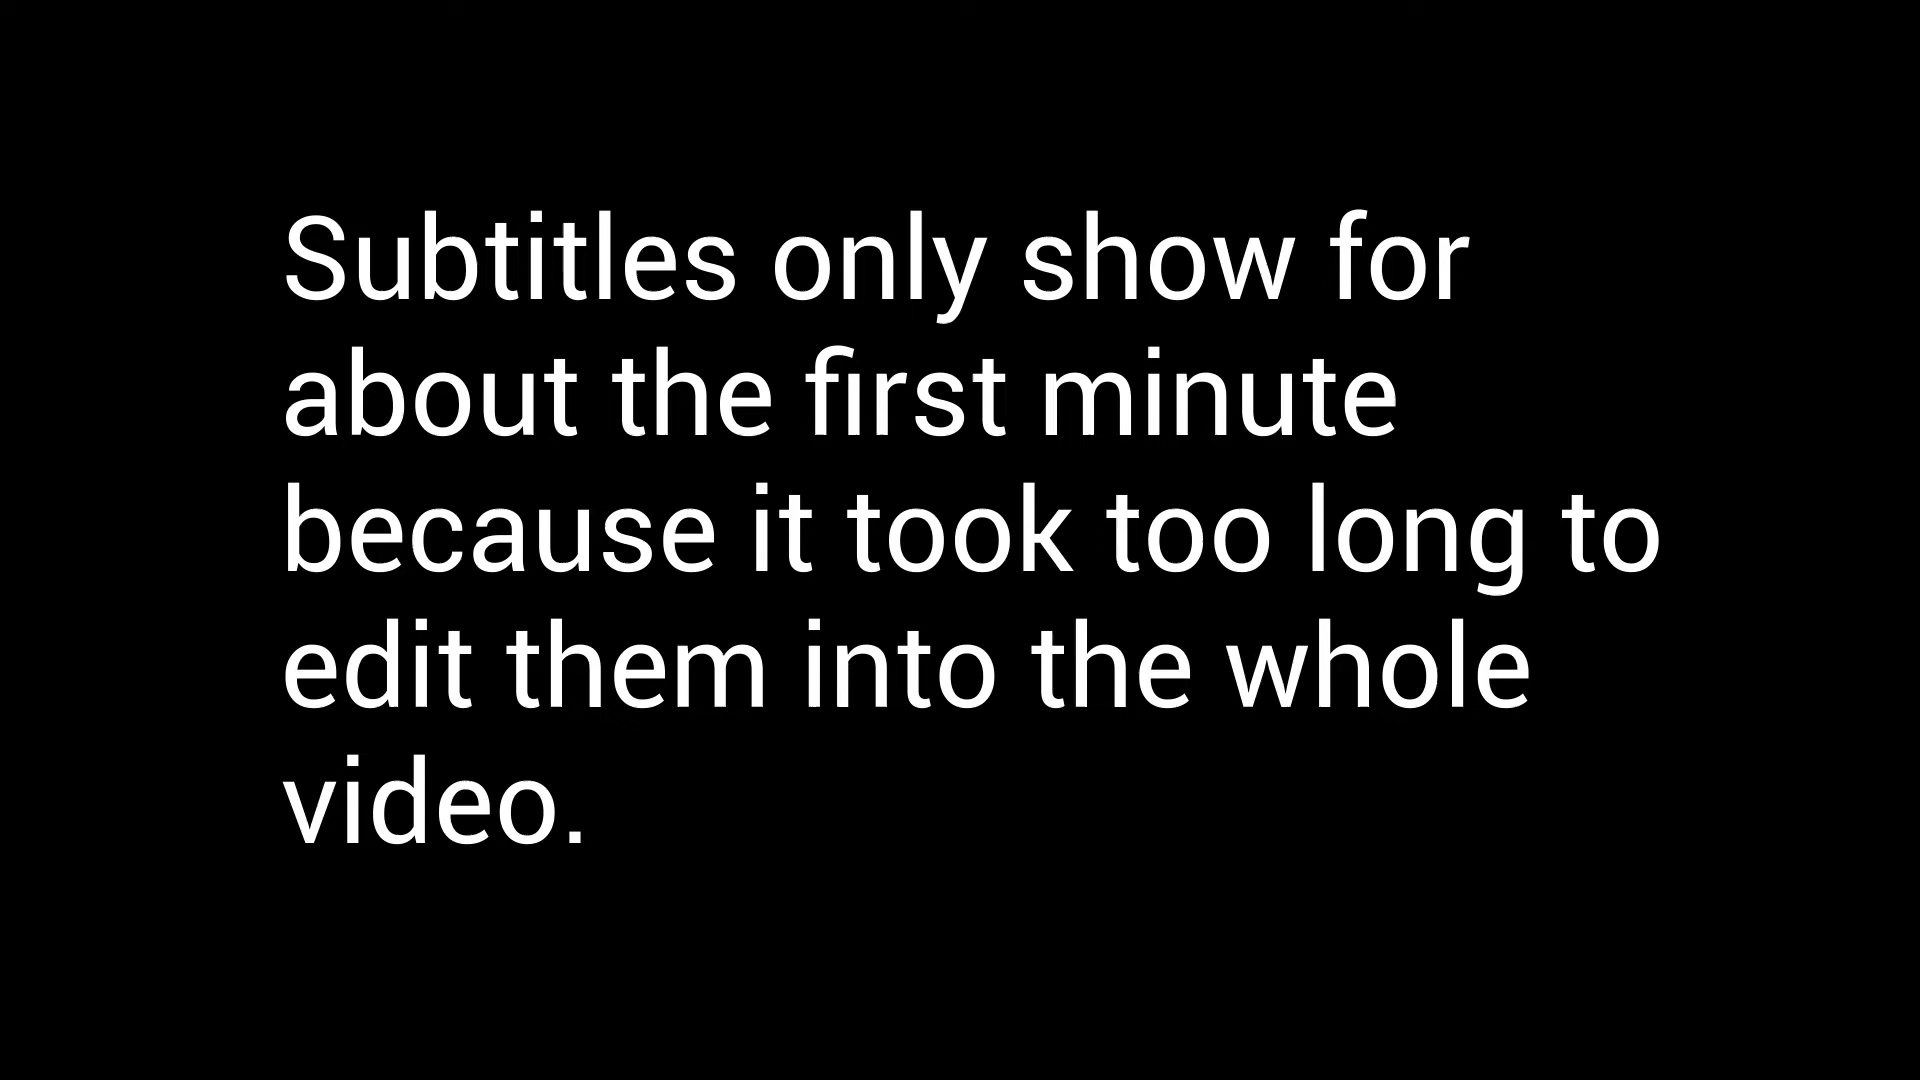 Subtitles only show for
about the first minute
because it took too long to
edit them into the whole
video.